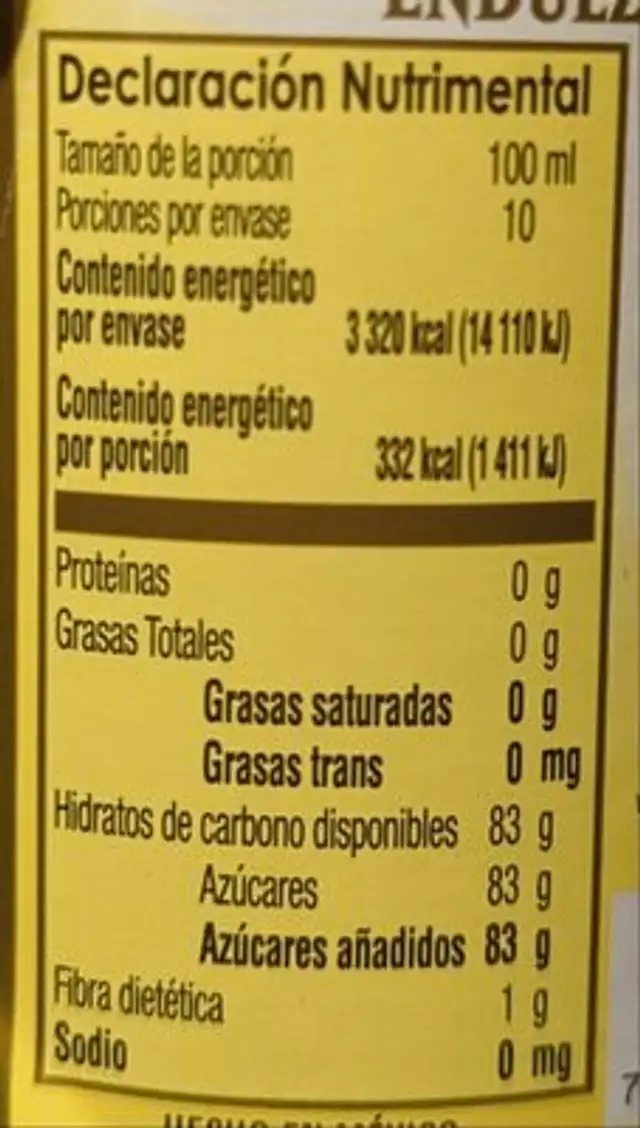 Declaración Nutrimental
Tamaño de la porción 100 ml
Porciones por envase 10
Contenido energético
por envase 3 320 kcal (14 110 kJ)
Contenido energético
por porción 332 kcal (1 411 kJ)
Proteínas 0 g
Grasas Totales 0 g
Grasas saturadas 0 g
Grasas trans 0 mg
Hidratos de carbono disponibles 83 g
Azúcares 83 g
Azúcares añadidos 83 g
Fibra dietética 1 g
Sodio 0 mg
7